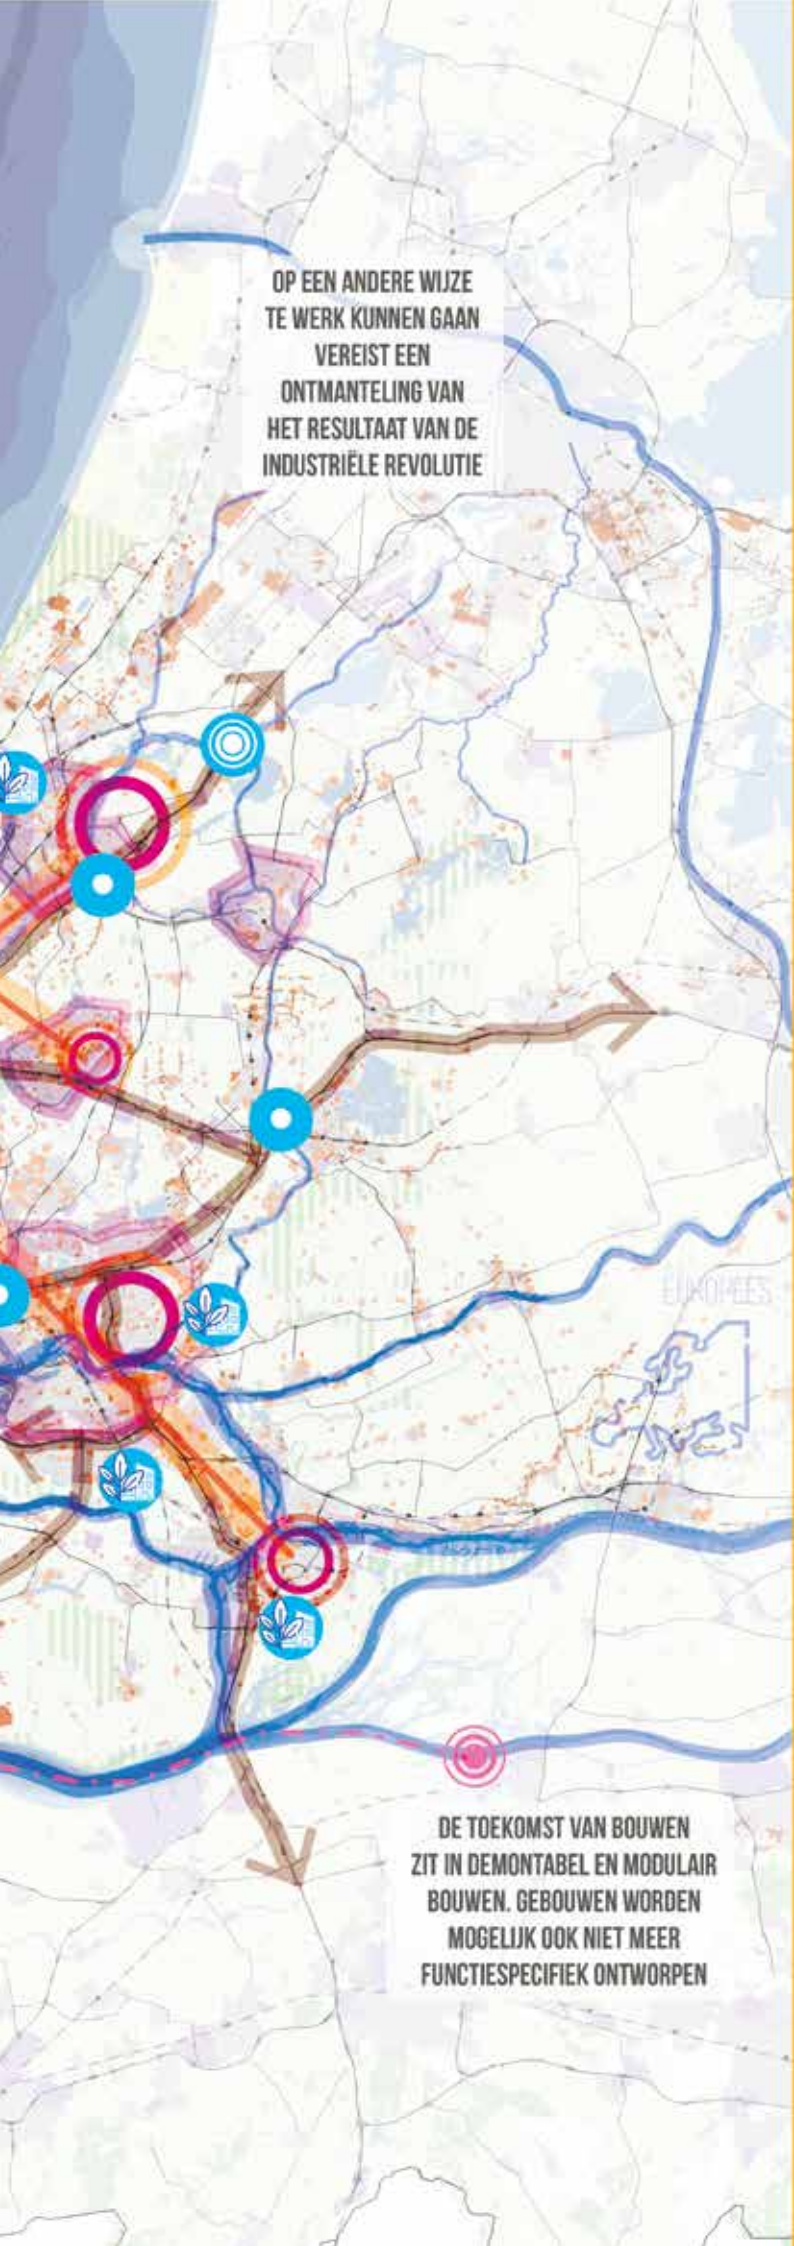 OP EEN ANDERE WIJZE
TE WERK KUNNEN GAAN
VEREIST EEN
ONTMANTELING VAN
HET RESULTAAT VAN DE
INDUSTRIËLE REVOLUTIE
EUROPEES
DE TOEKOMST VAN BOUWEN
ZIT IN DEMONTABEL EN MODULAIR
BOUWEN. GEBOUWEN WORDEN
MOGELIJK OOK NIET MEER
FUNCTIESPECIFIEK ONTWORPEN